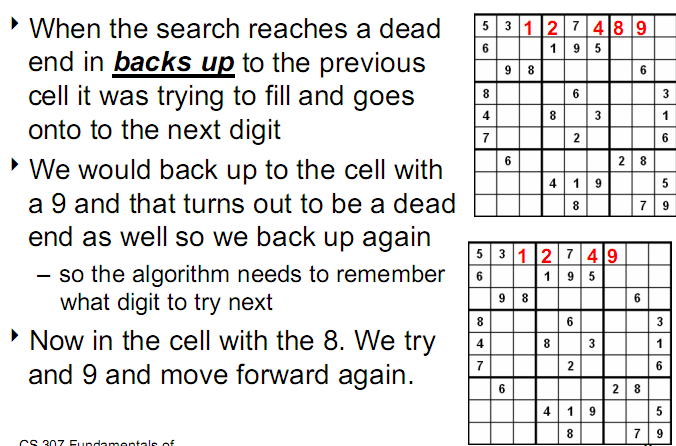 When the search reaches a dead
end in backs up to the previous
cell it was trying to fill and goes
onto to the next digit
We would back up to the cell with
a 9 and that turns out to be a dead
end as well so we back up again
– so the algorithm needs to remember
what digit to try next
Now in the cell with the 8. We try
and 9 and move forward again.
5 3 1 2 7 4 8 9
6 1 9 5
9 8 6
8 6 3
4 8 3 1
7 2 6
6 2 8
4 1 9 5
8 7 9
5 3 1 2 7 4 9
6 1 9 5
9 8 6
8 6 3
4 8 3 1
7 2 6
6 2 8
4 1 9 5
8 7 9
CS 307 Fundamentals of